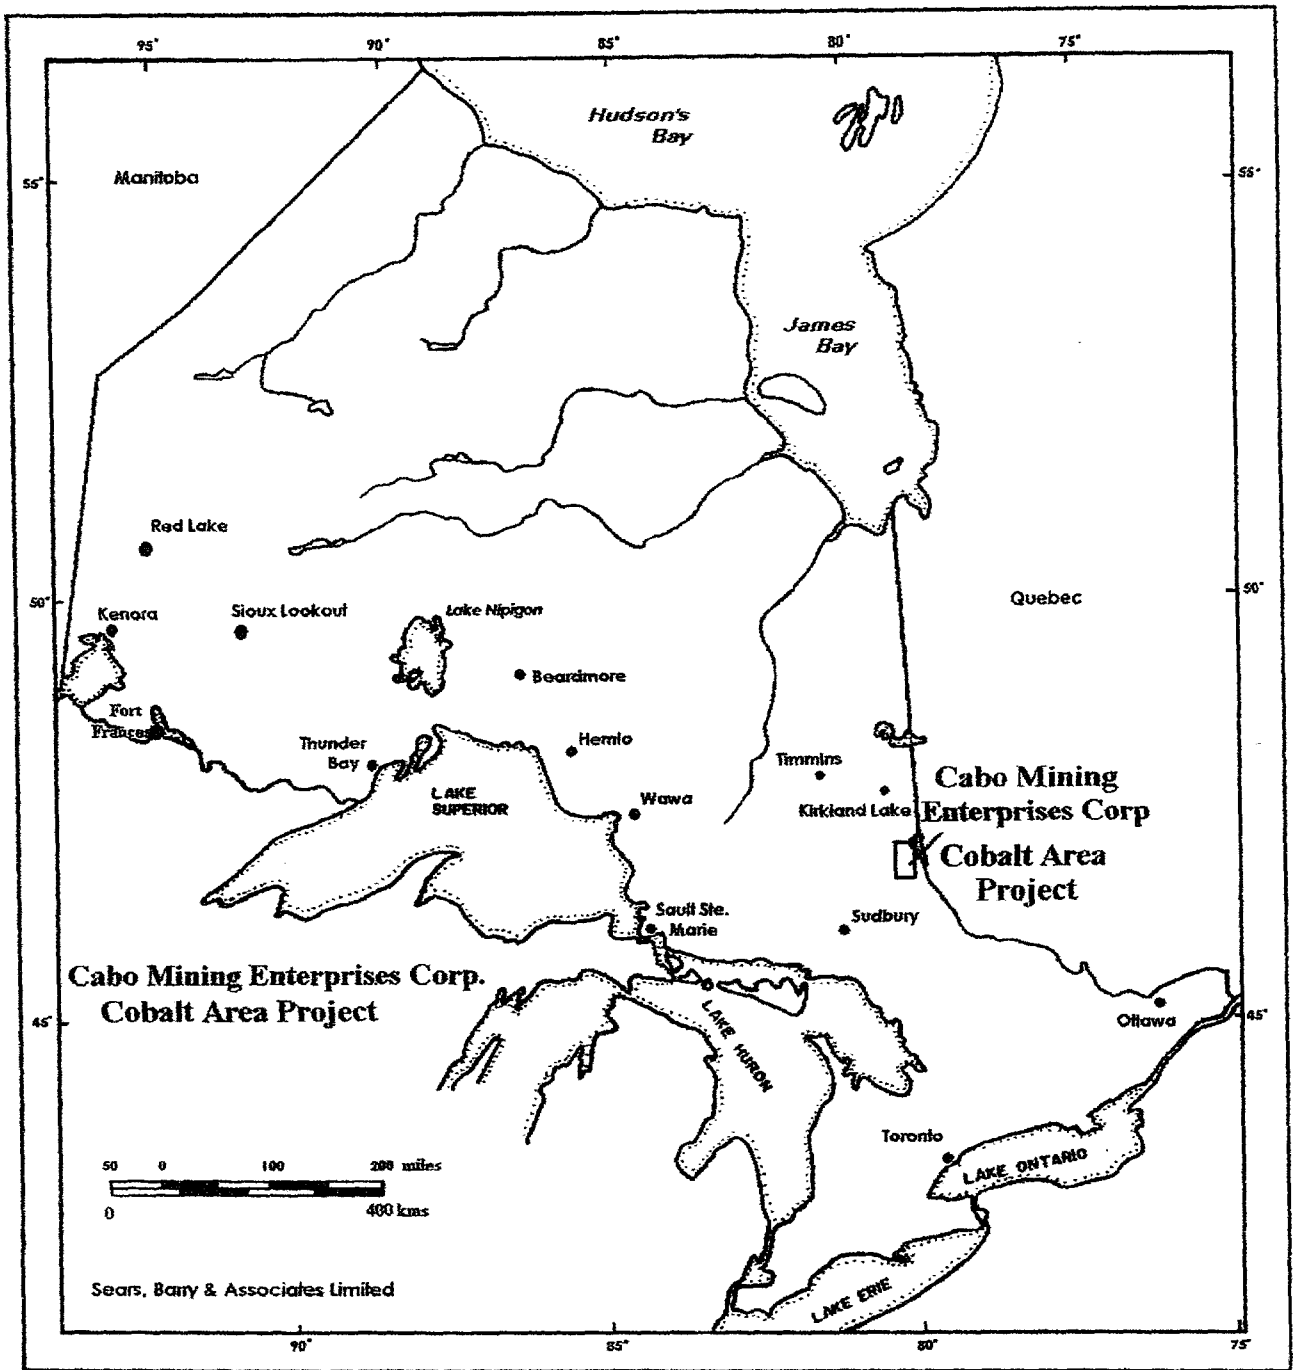 95° 90° 85° 80° 75°
Hudson's
Bay
Manitoba
55° 55°
James
Bay
Red Lake
50° 50°
Kenora Sioux Lookout Lake Nipigon
Quebec
Beardmore
Fort
Frances
Thunder
Bay
Hemlo
Timmins
LAKE
SUPERIOR
Wawa
Kirkland Lake
Cabo Mining
Enterprises Corp
Cobalt Area
Project
Sault Ste.
Marie
Sudbury
Cabo Mining Enterprises Corp.
Cobalt Area Project
45° 45°
Ottawa
LAKE HURON
Toronto
LAKE ONTARIO
50 0 100 200 miles
0 400 kms
Sears, Barry & Associates Limited
LAKE ERIE
90° 85° 80° 75°